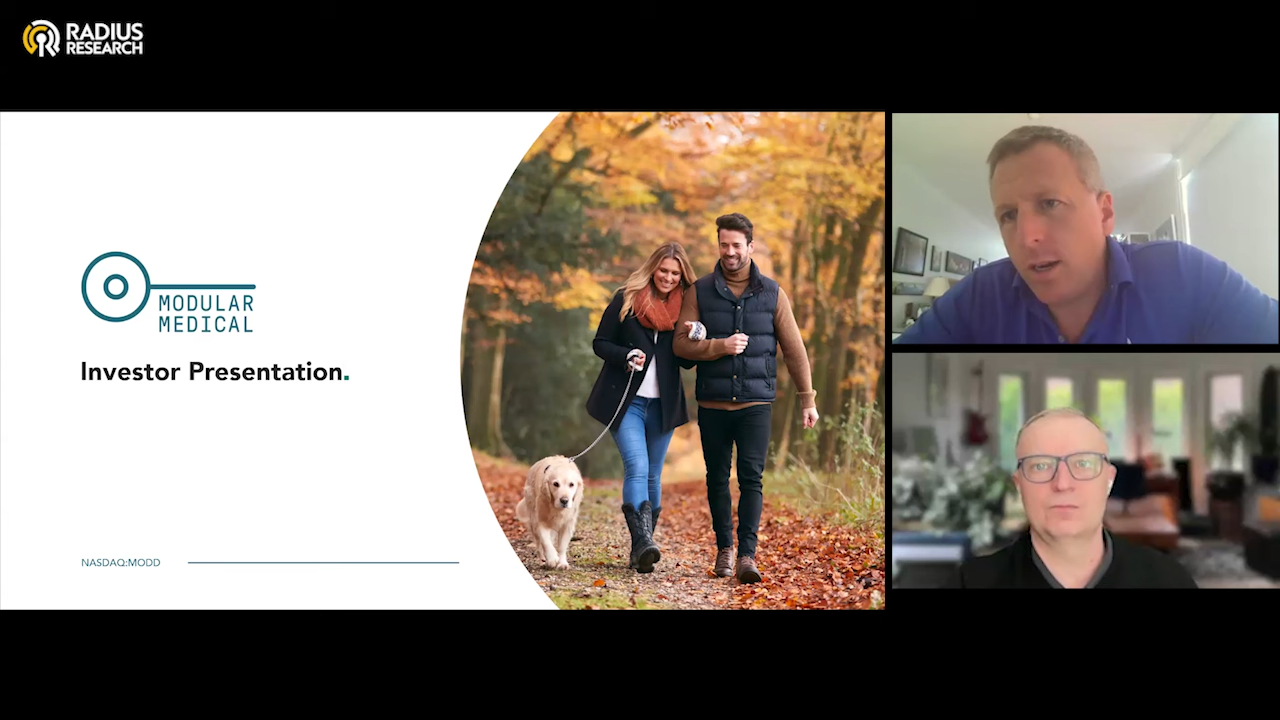 RADIUS
RESEARCH
MODULAR
MEDICAL
Investor Presentation.
NASDAQ:MODD